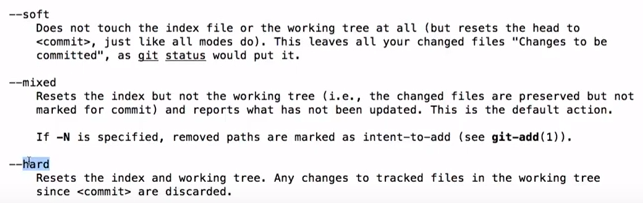 --soft
Does not touch the index file or the working tree at all (but resets the head to
<commit>, just like all modes do). This leaves all your changed files "Changes to be
committed", as git status would put it.
--mixed
Resets the index but not the working tree (i.e., the changed files are preserved but not
marked for commit) and reports what has not been updated. This is the default action.
If -N is specified, removed paths are marked as intent-to-add (see git-add(1)).
--hard
Resets the index and working tree. Any changes to tracked files in the working tree
since <commit> are discarded.